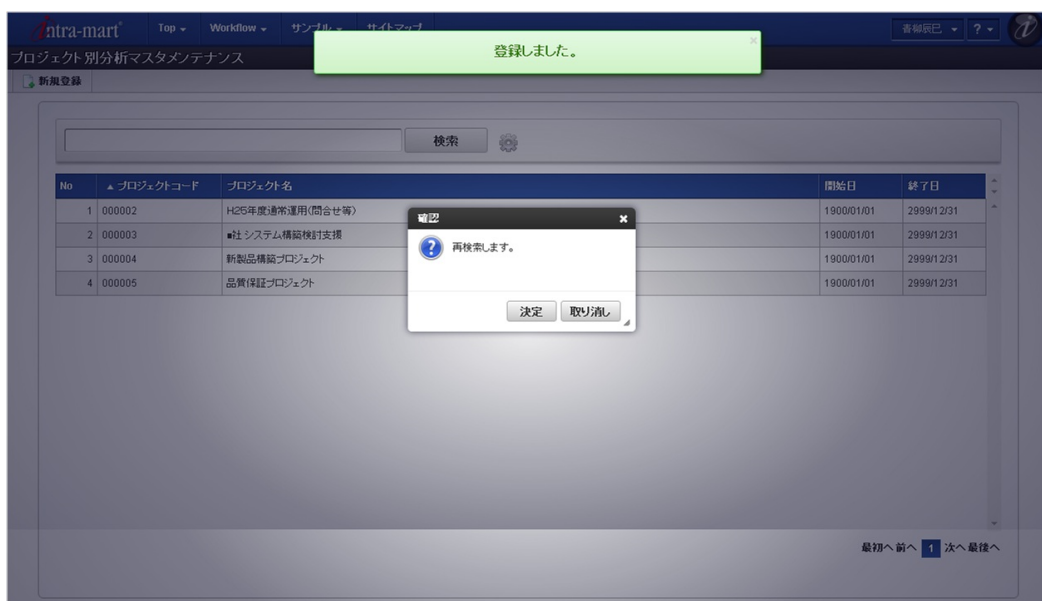 intra-mart
Top Workflow サンプル サイトマップ
青柳辰巳 ?
登録しました。
プロジェクト別分析マスタメンテナンス
新規登録
検索
No ▲プロジェクトコード プロジェクト名 開始日 終了日
1 000002 H25年度通常運用(問合せ等) 1900/01/01 2999/12/31
2 000003 ■社 システム構築検討支援 1900/01/01 2999/12/31
3 000004 新製品構築プロジェクト 1900/01/01 2999/12/31
4 000005 品質保証プロジェクト 1900/01/01 2999/12/31
確認
再検索します。
決定 取り消し
最初へ 前へ 1 次へ 最後へ